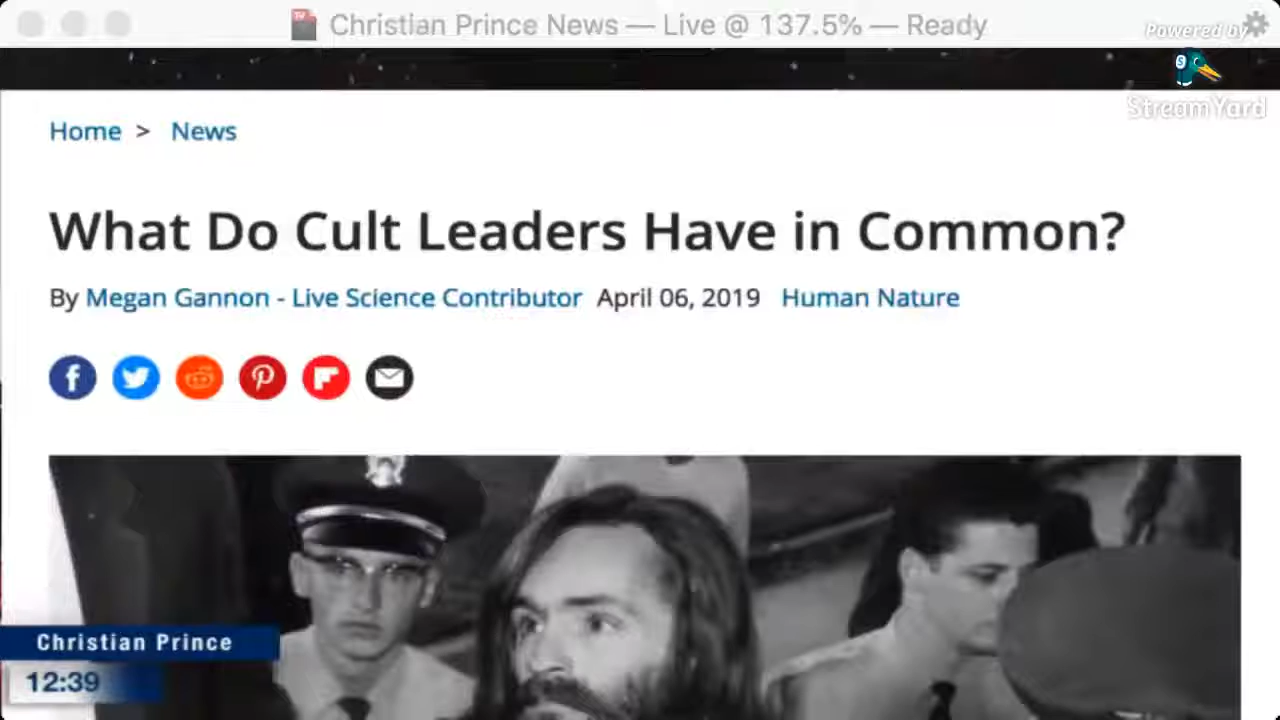 Christian Prince News — Live @ 137.5% — Ready
Powered by
StreamYard
Home > News
What Do Cult Leaders Have in Common?
By Megan Gannon - Live Science Contributor April 06, 2019 Human Nature
Christian Prince
12:39